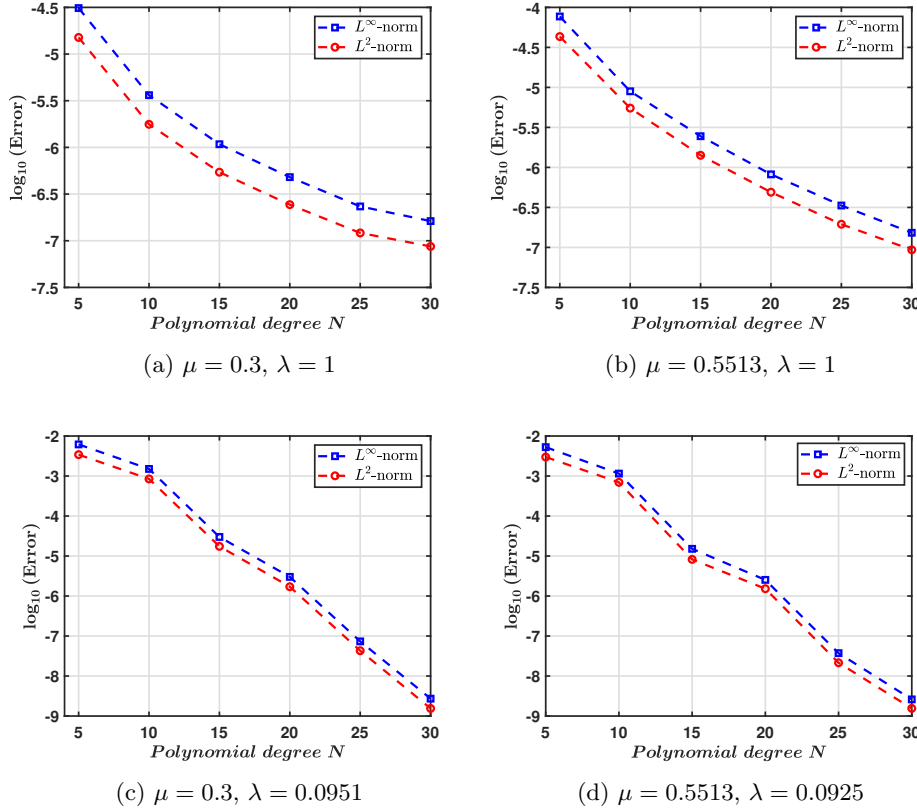 -4.5
-5
-5.5
-6
-6.5
-7
-7.5
log₁₀(Error)
L∞-norm
L²-norm
5 10 15 20 25 30
Polynomial degree N
(a) μ = 0.3, λ = 1
-4
-4.5
-5
-5.5
-6
-6.5
-7
-7.5
log₁₀(Error)
L∞-norm
L²-norm
5 10 15 20 25 30
Polynomial degree N
(b) μ = 0.5513, λ = 1
-2
-3
-4
-5
-6
-7
-8
-9
log₁₀(Error)
L∞-norm
L²-norm
5 10 15 20 25 30
Polynomial degree N
(c) μ = 0.3, λ = 0.0951
-2
-3
-4
-5
-6
-7
-8
-9
log₁₀(Error)
L∞-norm
L²-norm
5 10 15 20 25 30
Polynomial degree N
(d) μ = 0.5513, λ = 0.0925